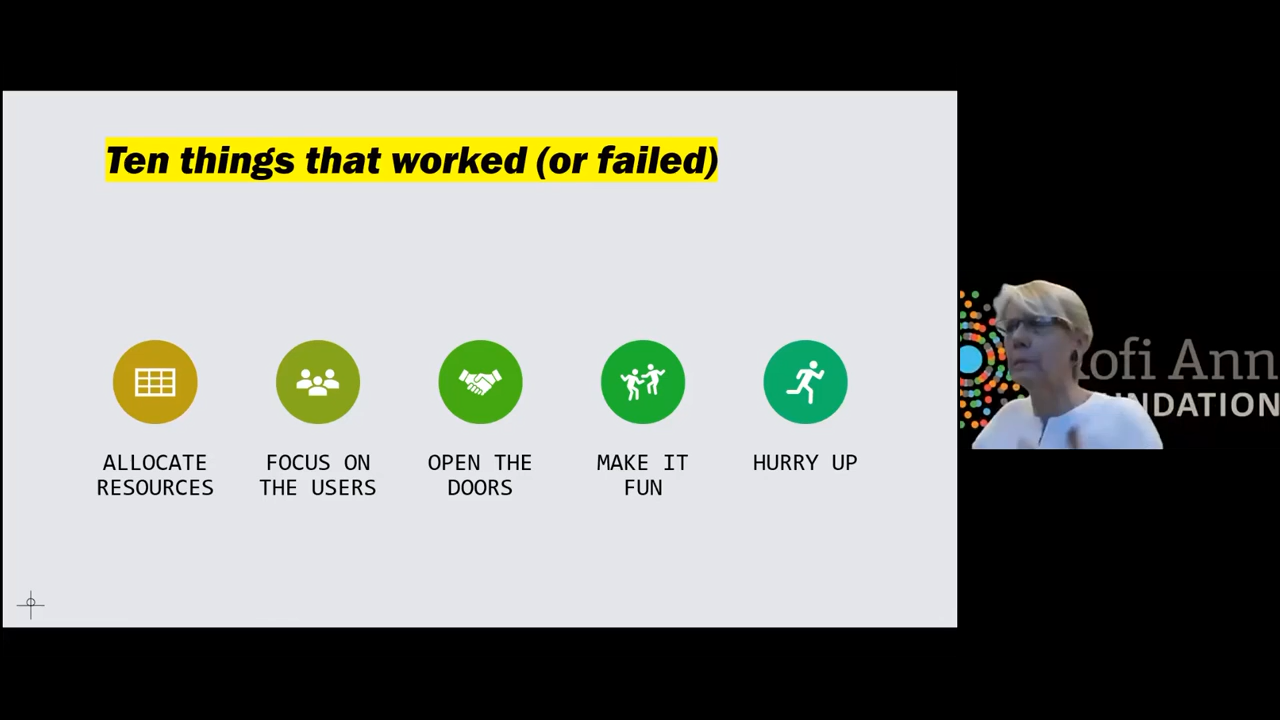 Ten things that worked (or failed)
ALLOCATE
RESOURCES
FOCUS ON
THE USERS
OPEN THE
DOORS
MAKE IT
FUN
HURRY UP
ofi Ann
NDATION